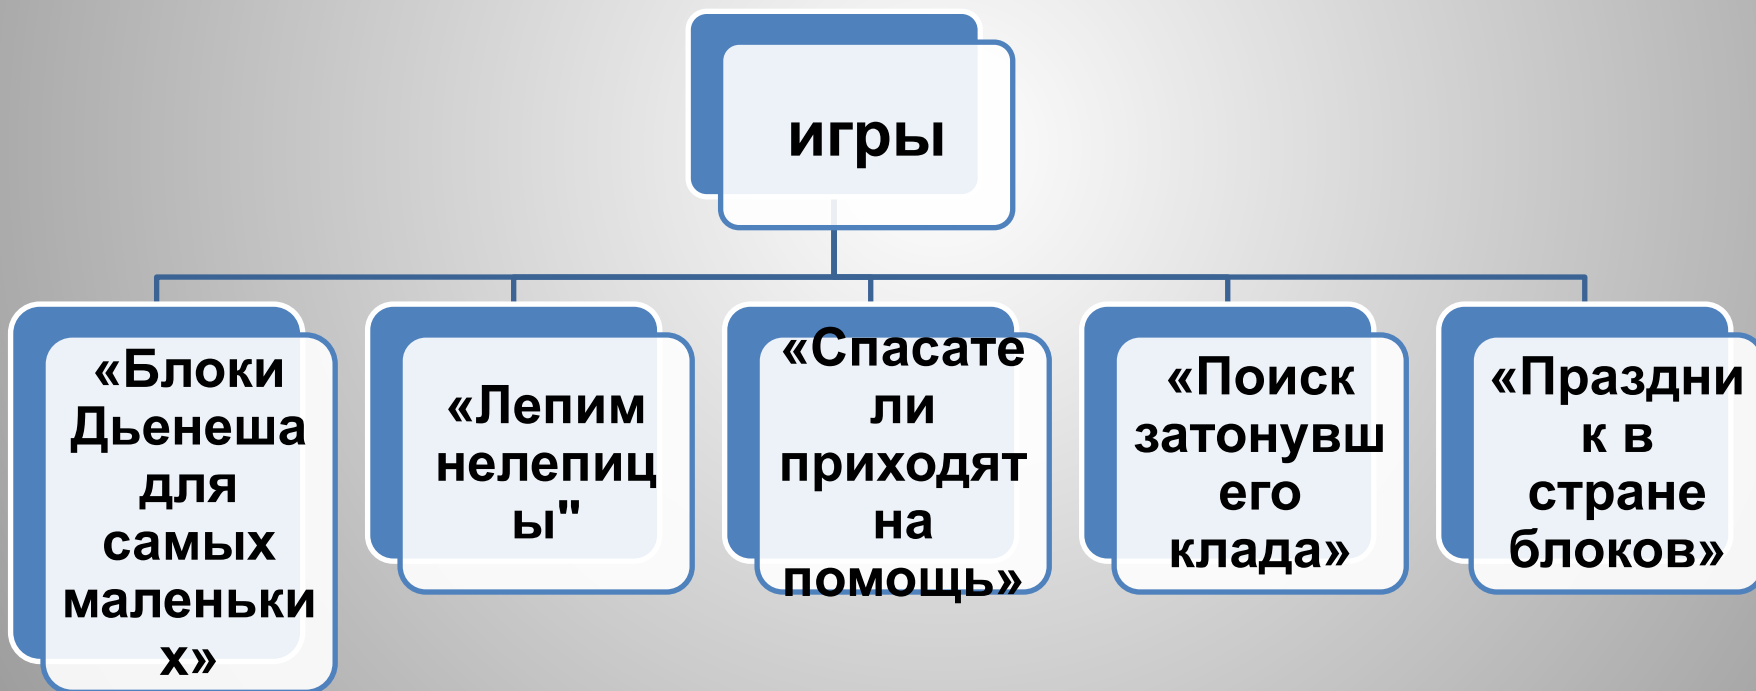 игры
«Блоки
Дьенеша
для
самых
маленьки
х»
«Лепим
нелепиц
ы"
«Спасате
ли
приходят
на
помощь»
«Поиск
затонувш
его
клада»
«Праздни
к в
стране
блоков»